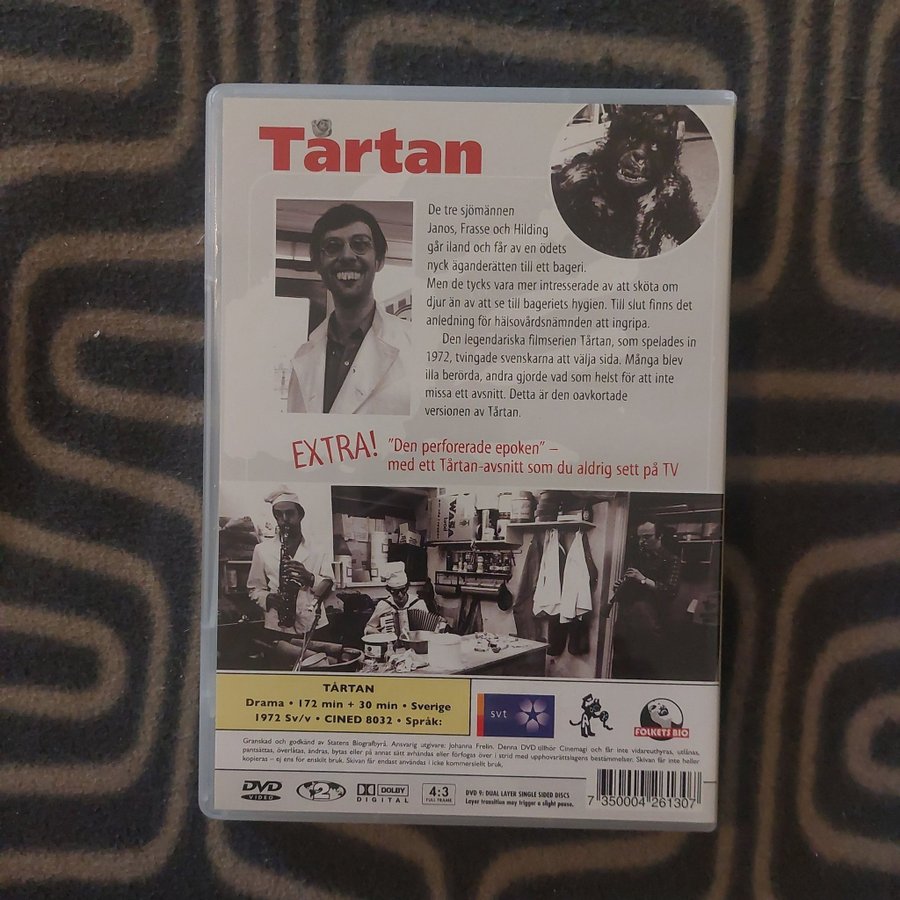 Tårtan
De tre sjömännen
Janos, Frasse och Hilding
går iland och får av en ödets
nyck äganderätten till ett bageri.
Men de tycks vara mer intresserade av att sköta om
djur än av att se till bageriets hygien. Till slut finns det
anledning för hälsovårdsnämnden att ingripa.
Den legendariska filmserien Tårtan, som spelades in
1972, tvingade svenskarna att välja sida. Många blev
illa berörda, andra gjorde vad som helst för att inte
missa ett avsnitt. Detta är den oavkortade
versionen av Tårtan.
EXTRA! "Den perforerade epoken" –
med ett Tårtan-avsnitt som du aldrig sett på TV
WASA
TÅRTAN
Drama • 172 min + 30 min • Sverige
1972 Sv/v • CINED 8032 • Språk:
svt
FOLKETS BIO
Granskad och godkänd av Statens Biografbyrå. Ansvarig utgivare: Johanna Frelin. Denna DVD tillhör Cinemagi och får inte vidareuthyras, utlånas,
pantsättas, överlåtas, ändras, bytas eller på annat sätt avhändas eller förfogas över i strid med upphovsrättslagens bestämmelser. Skivan får inte heller
kopieras – ej ens för enskilt bruk. Skivan får endast användas i icke kommersiellt bruk.
DVD VIDEO
2
DOLBY DIGITAL
4:3 FULL FRAME
DVD 9: DUAL LAYER SINGLE SIDED DISCS
Layer transition may trigger a slight pause.
7 350004 261307